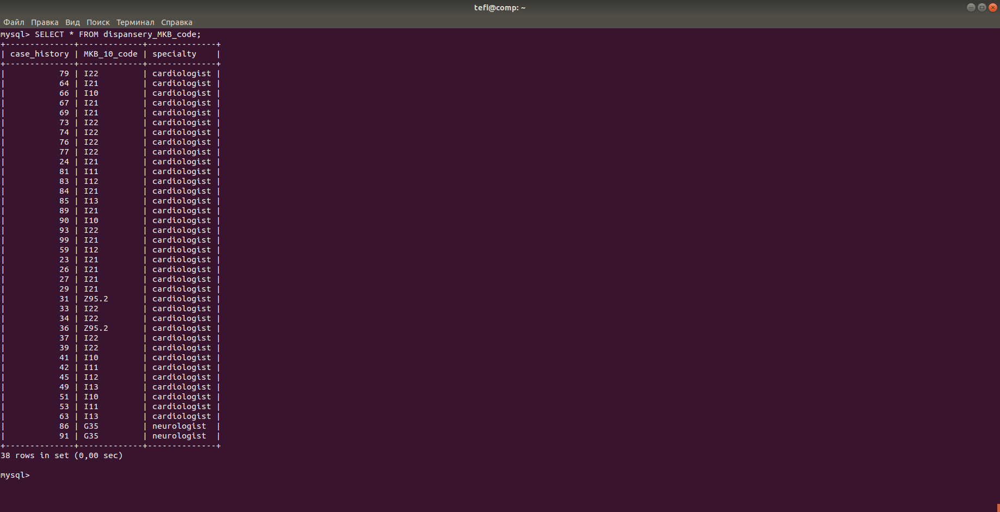 tefi@comp: ~
Файл Правка Вид Поиск Терминал Справка
mysql> SELECT * FROM dispansery_MKB_code;
+--------------+-------------+--------------+
| case_history | MKB_10_code | specialty    |
+--------------+-------------+--------------+
|           79 | I22         | cardiologist |
|           64 | I21         | cardiologist |
|           66 | I10         | cardiologist |
|           67 | I21         | cardiologist |
|           69 | I21         | cardiologist |
|           73 | I22         | cardiologist |
|           74 | I22         | cardiologist |
|           76 | I22         | cardiologist |
|           77 | I22         | cardiologist |
|           24 | I21         | cardiologist |
|           81 | I11         | cardiologist |
|           83 | I12         | cardiologist |
|           84 | I21         | cardiologist |
|           85 | I13         | cardiologist |
|           89 | I21         | cardiologist |
|           90 | I10         | cardiologist |
|           93 | I22         | cardiologist |
|           99 | I21         | cardiologist |
|           59 | I12         | cardiologist |
|           23 | I21         | cardiologist |
|           26 | I21         | cardiologist |
|           27 | I21         | cardiologist |
|           29 | I21         | cardiologist |
|           31 | Z95.2       | cardiologist |
|           33 | I22         | cardiologist |
|           34 | I22         | cardiologist |
|           36 | Z95.2       | cardiologist |
|           37 | I22         | cardiologist |
|           39 | I22         | cardiologist |
|           41 | I10         | cardiologist |
|           42 | I11         | cardiologist |
|           45 | I12         | cardiologist |
|           49 | I13         | cardiologist |
|           51 | I10         | cardiologist |
|           53 | I11         | cardiologist |
|           63 | I13         | cardiologist |
|           86 | G35         | neurologist  |
|           91 | G35         | neurologist  |
+--------------+-------------+--------------+
38 rows in set (0,00 sec)
mysql>